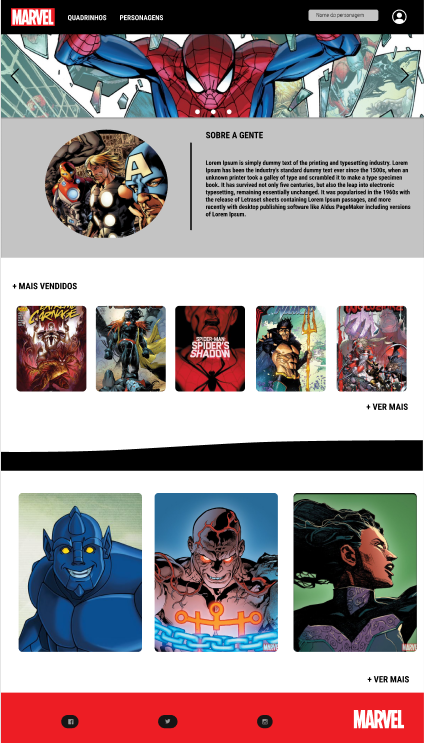 MARVEL
QUADRINHOS
PERSONAGENS
Nome do personagem
SOBRE A GENTE
Lorem Ipsum is simply dummy text of the printing and typesetting industry. Lorem
Ipsum has been the industry's standard dummy text ever since the 1500s, when an
unknown printer took a galley of type and scrambled it to make a type specimen
book. It has survived not only five centuries, but also the leap into electronic
typesetting, remaining essentially unchanged. It was popularised in the 1960s with
the release of Letraset sheets containing Lorem Ipsum passages, and more
recently with desktop publishing software like Aldus PageMaker including versions
of Lorem Ipsum.
+ MAIS VENDIDOS
CARNAGE
SPIDER-MAN
SPIDER'S
SHADOW
+ VER MAIS
MARVEL
MARVEL
+ VER MAIS
MARVEL